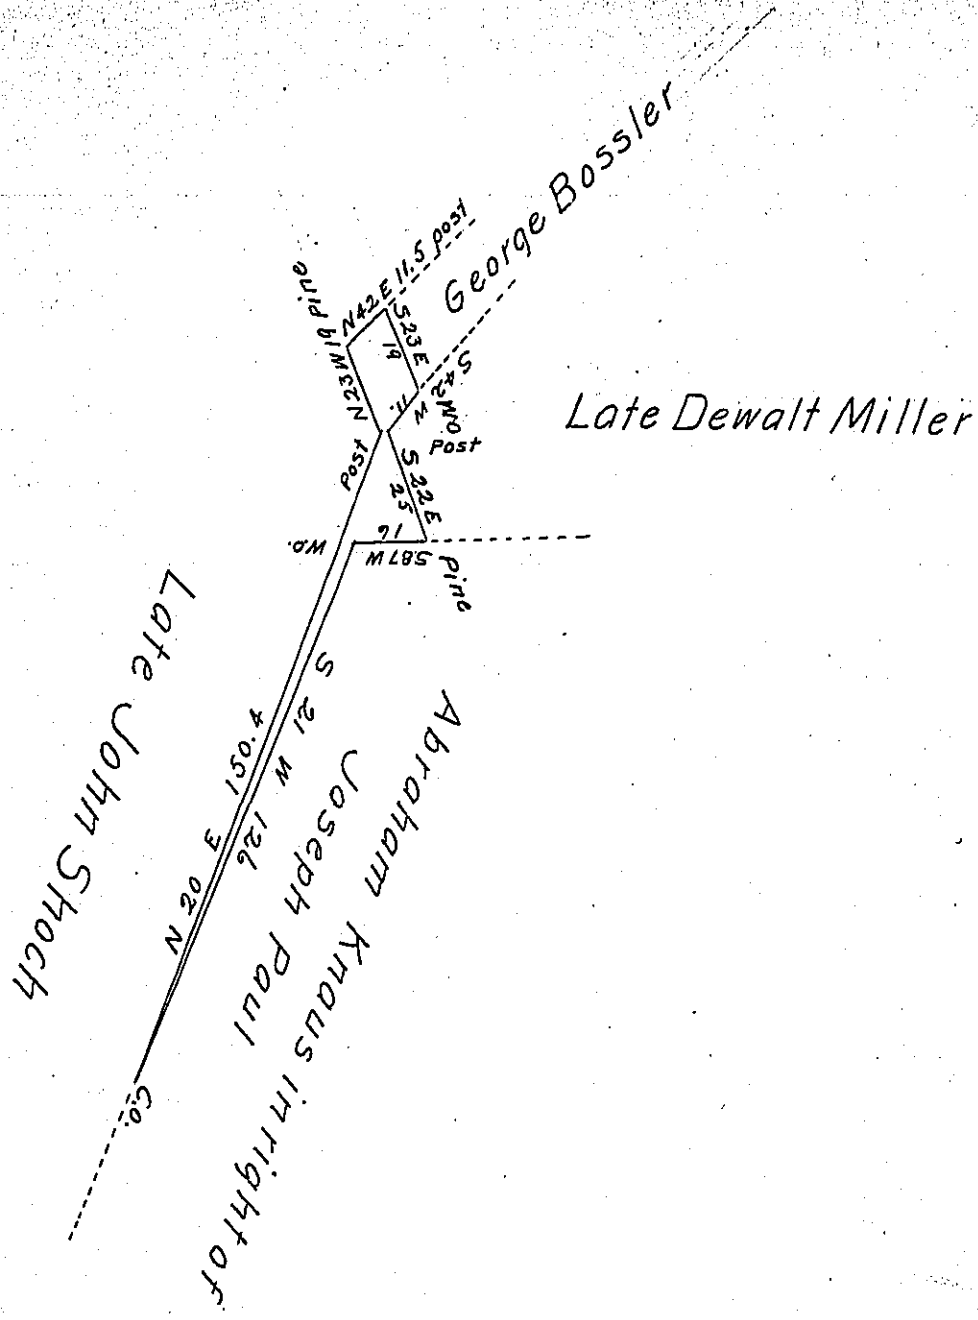 George Bossler
N42E 11.5 Post
19 Pine
N23W
S23E
19
S42W
11.
W.O.
Post
Late Dewalt Miller
Post
S22E
25
16
S87W
W.O.
Pine
Late John Shoch
N 20 E 150.4
S 21 W 126
Joseph Paul
Abraham Knaus in right of
C.O.